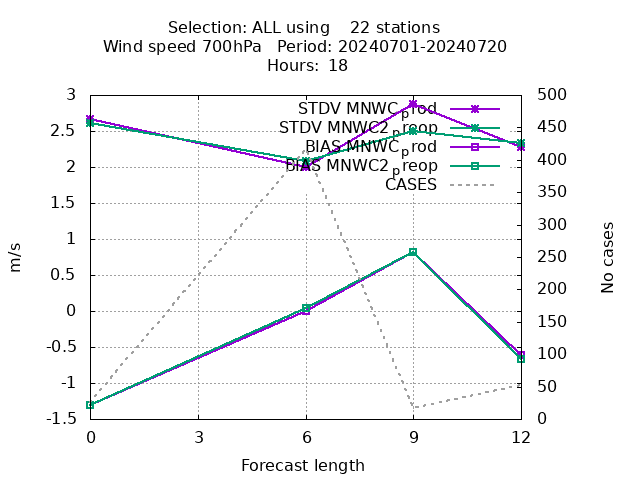 Selection: ALL using    22 stations
Wind speed 700hPa   Period: 20240701-20240720
Hours: 18
3
2.5
2
1.5
1
0.5
0
-0.5
-1
-1.5
500
450
400
350
300
250
200
150
100
50
0
STDV MNWC_prod
STDV MNWC2_preop
BIAS MNWC_prod
BIAS MNWC2_preop
CASES
m/s
No cases
0 3 6 9 12
Forecast length